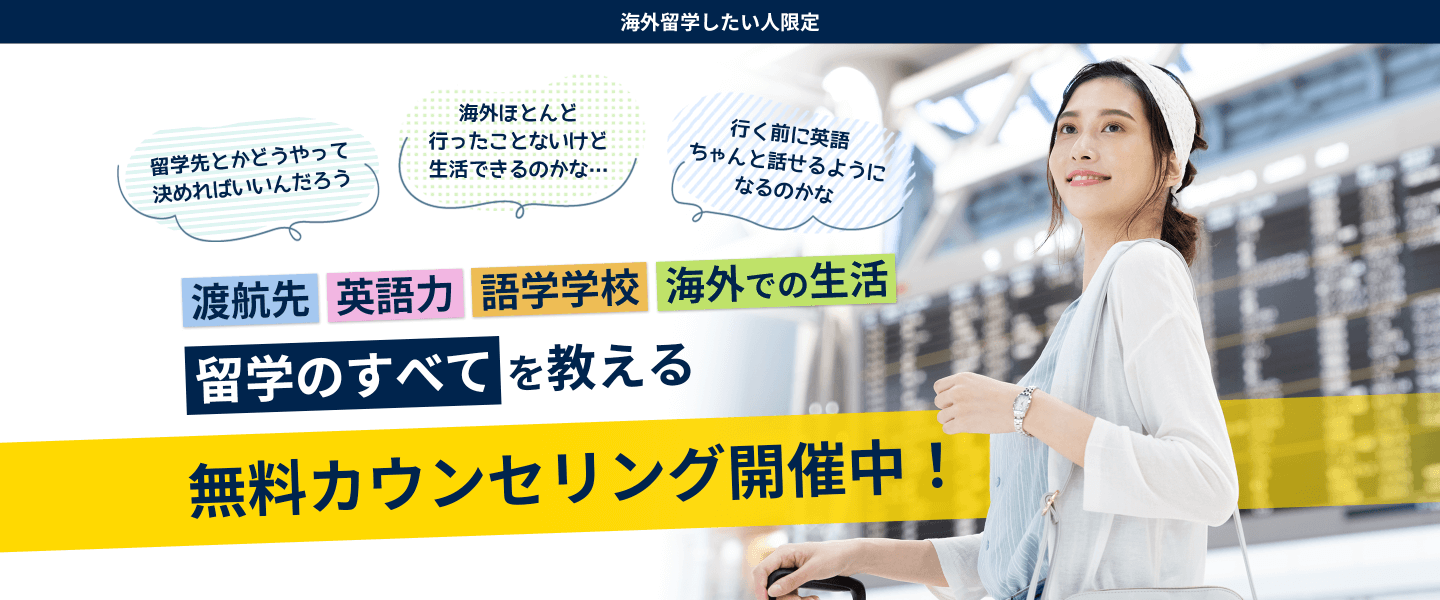 海外留学したい人限定
留学先とかどうやって
決めればいいんだろう
海外ほとんど
行ったことないけど
生活できるのかな…
行く前に英語
ちゃんと話せるように
なるのかな
渡航先 英語力 語学学校 海外での生活
留学のすべてを教える
無料カウンセリング開催中！